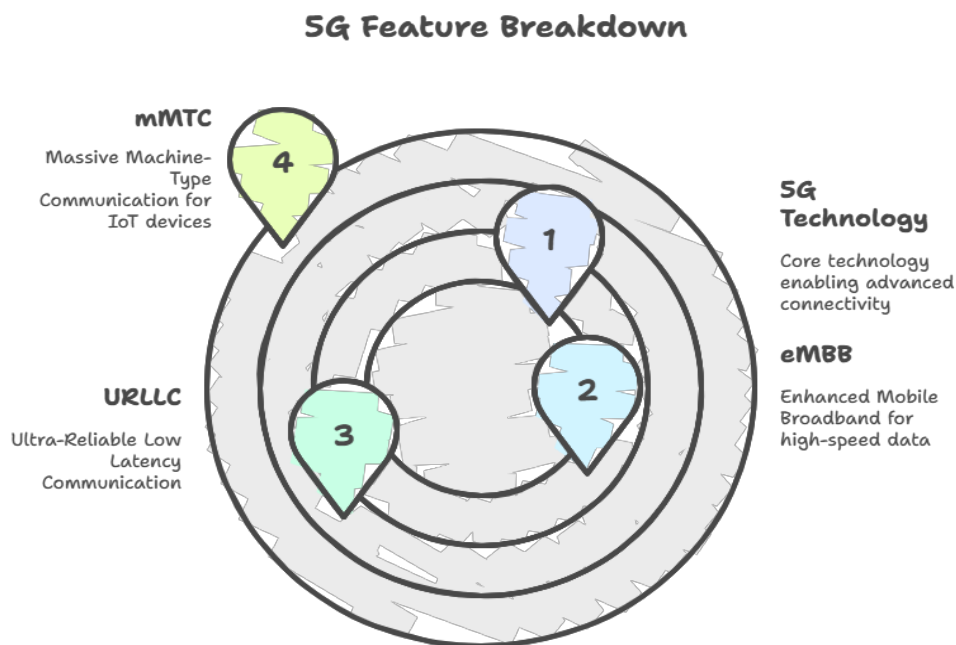 5G Feature Breakdown
mMTC
Massive Machine-
Type
Communication for
IoT devices
4
1
5G
Technology
Core technology
enabling advanced
connectivity
eMBB
Enhanced Mobile
Broadband for
high-speed data
2
URLLC
Ultra-Reliable Low
Latency
Communication
3